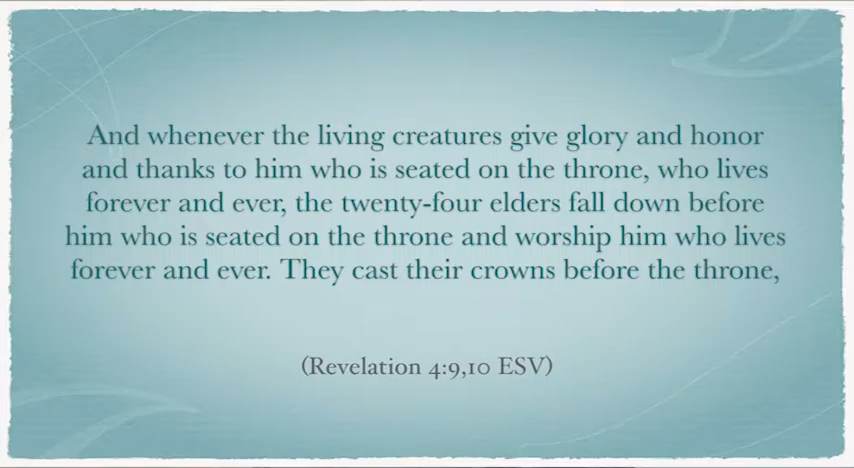 And whenever the living creatures give glory and honor
and thanks to him who is seated on the throne, who lives
forever and ever, the twenty-four elders fall down before
him who is seated on the throne and worship him who lives
forever and ever. They cast their crowns before the throne,
(Revelation 4:9,10 ESV)